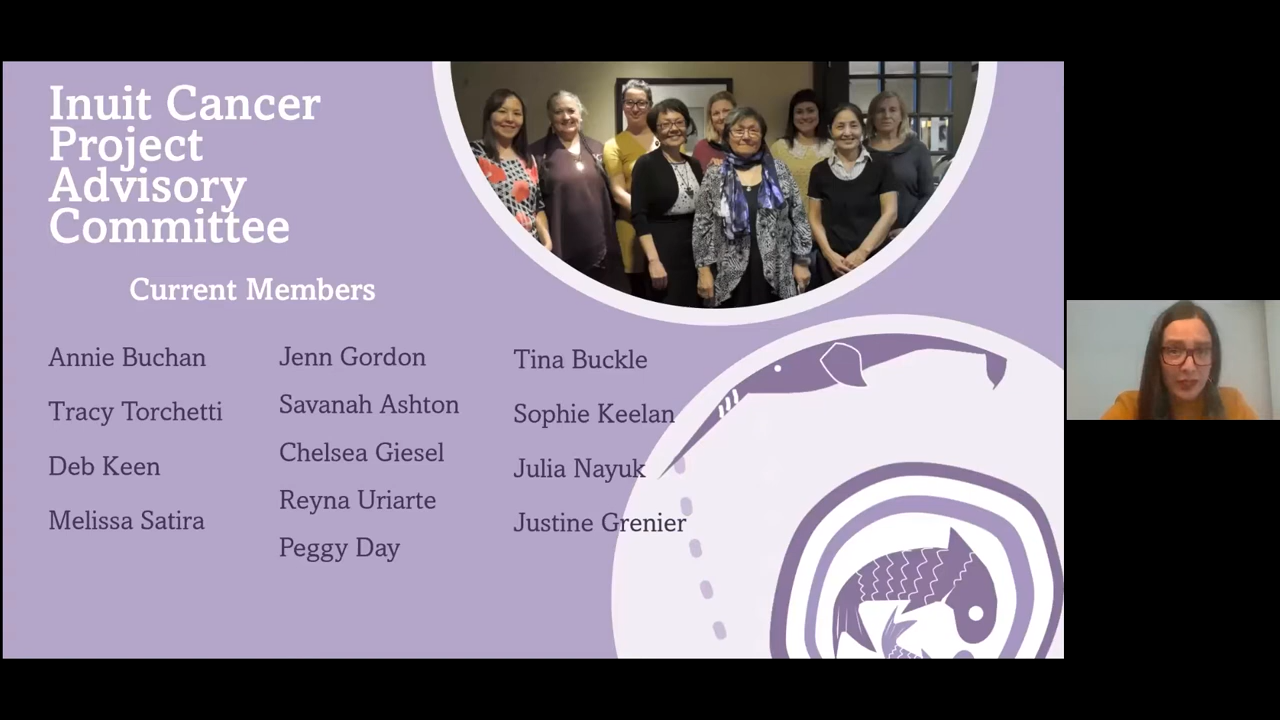 Inuit Cancer
Project
Advisory
Committee
Current Members
Annie Buchan
Tracy Torchetti
Deb Keen
Melissa Satira
Jenn Gordon
Savanah Ashton
Chelsea Giesel
Reyna Uriarte
Peggy Day
Tina Buckle
Sophie Keelan
Julia Nayuk
Justine Grenier